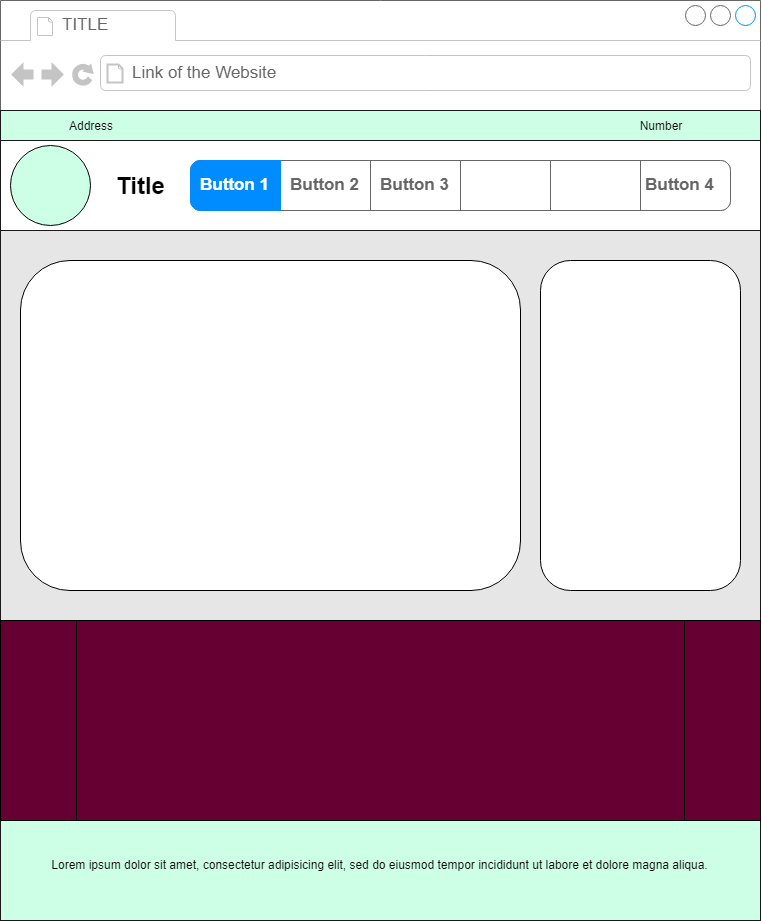 TITLE
Link of the Website
Address Number
Title Button 1 Button 2 Button 3 Button 4
Lorem ipsum dolor sit amet, consectetur adipisicing elit, sed do eiusmod tempor incididunt ut labore et dolore magna aliqua.